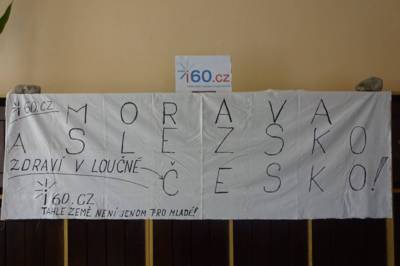 i60.cz
i60.CZ MORAVA
A SLEZSKO
ZDRAVÍ V LOUČNÉ ČESKO!
i60.CZ
TAHLE ZEMĚ NENÍ JENOM PRO MLADÉ!